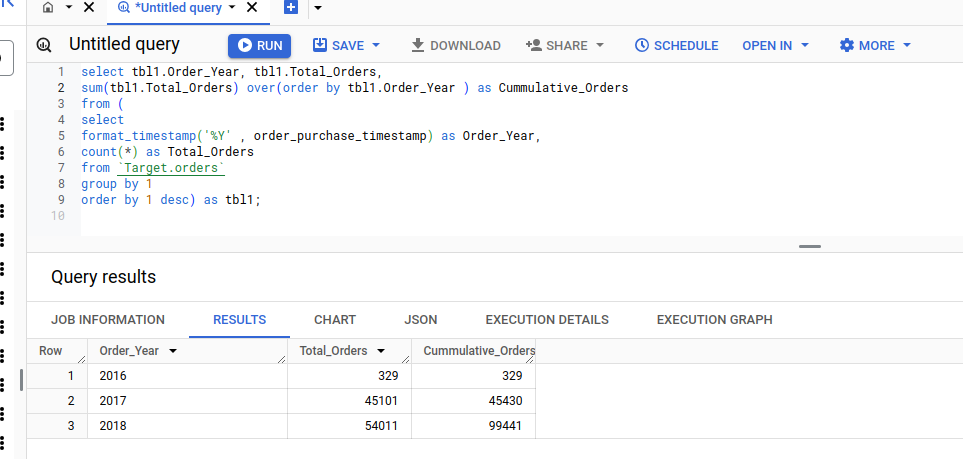 *Untitled query
Untitled query RUN SAVE DOWNLOAD SHARE SCHEDULE OPEN IN MORE
1 select tbl1.Order_Year, tbl1.Total_Orders,
2 sum(tbl1.Total_Orders) over(order by tbl1.Order_Year ) as Cummulative_Orders
3 from (
4 select
5 format_timestamp('%Y' , order_purchase_timestamp) as Order_Year,
6 count(*) as Total_Orders
7 from `Target.orders`
8 group by 1
9 order by 1 desc) as tbl1;
10
Query results
JOB INFORMATION RESULTS CHART JSON EXECUTION DETAILS EXECUTION GRAPH
Row Order_Year Total_Orders Cummulative_Orders
1 2016 329 329
2 2017 45101 45430
3 2018 54011 99441